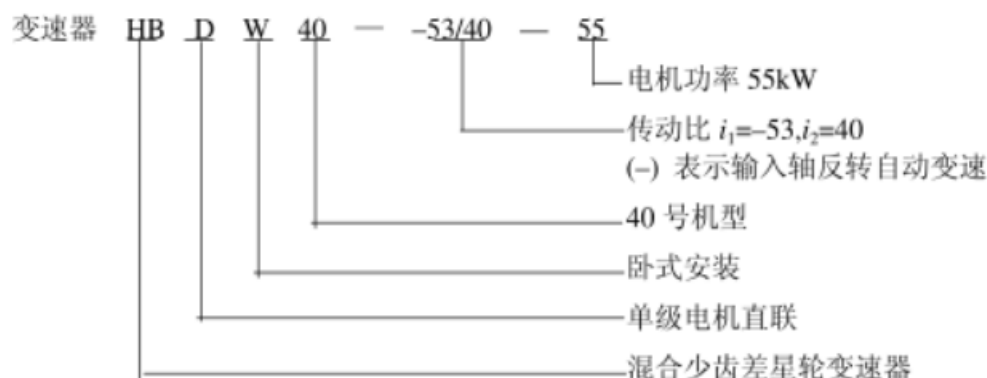 变速器 HB D W 40 — -53/40 — 55
电机功率 55kW
传动比 i₁=–53,i₂=40
(–) 表示输入轴反转自动变速
40 号机型
卧式安装
单级电机直联
混合少齿差星轮变速器